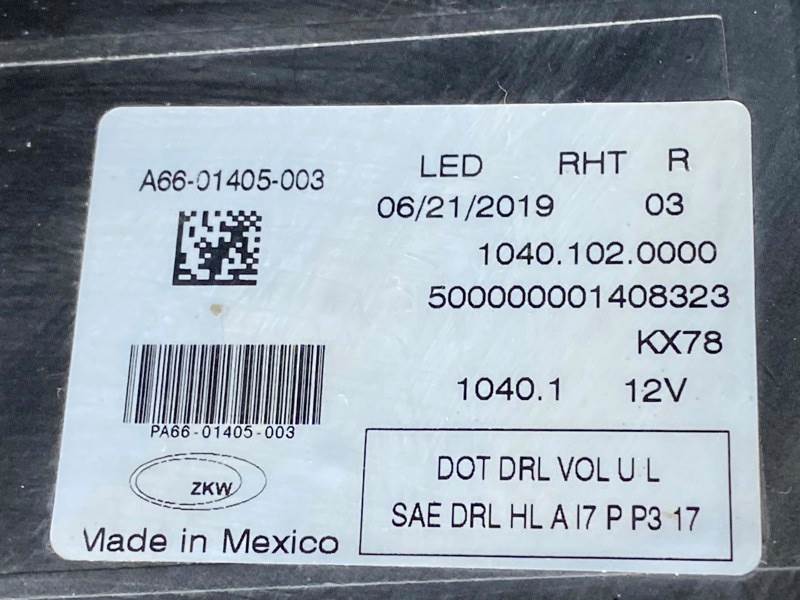 A66-01405-003
LED RHT R
06/21/2019 03
1040.102.0000
500000001408323
KX78
1040.1 12V
PA66-01405-003
ZKW
Made in Mexico
DOT DRL VOL U L
SAE DRL HL A I7 P P3 17